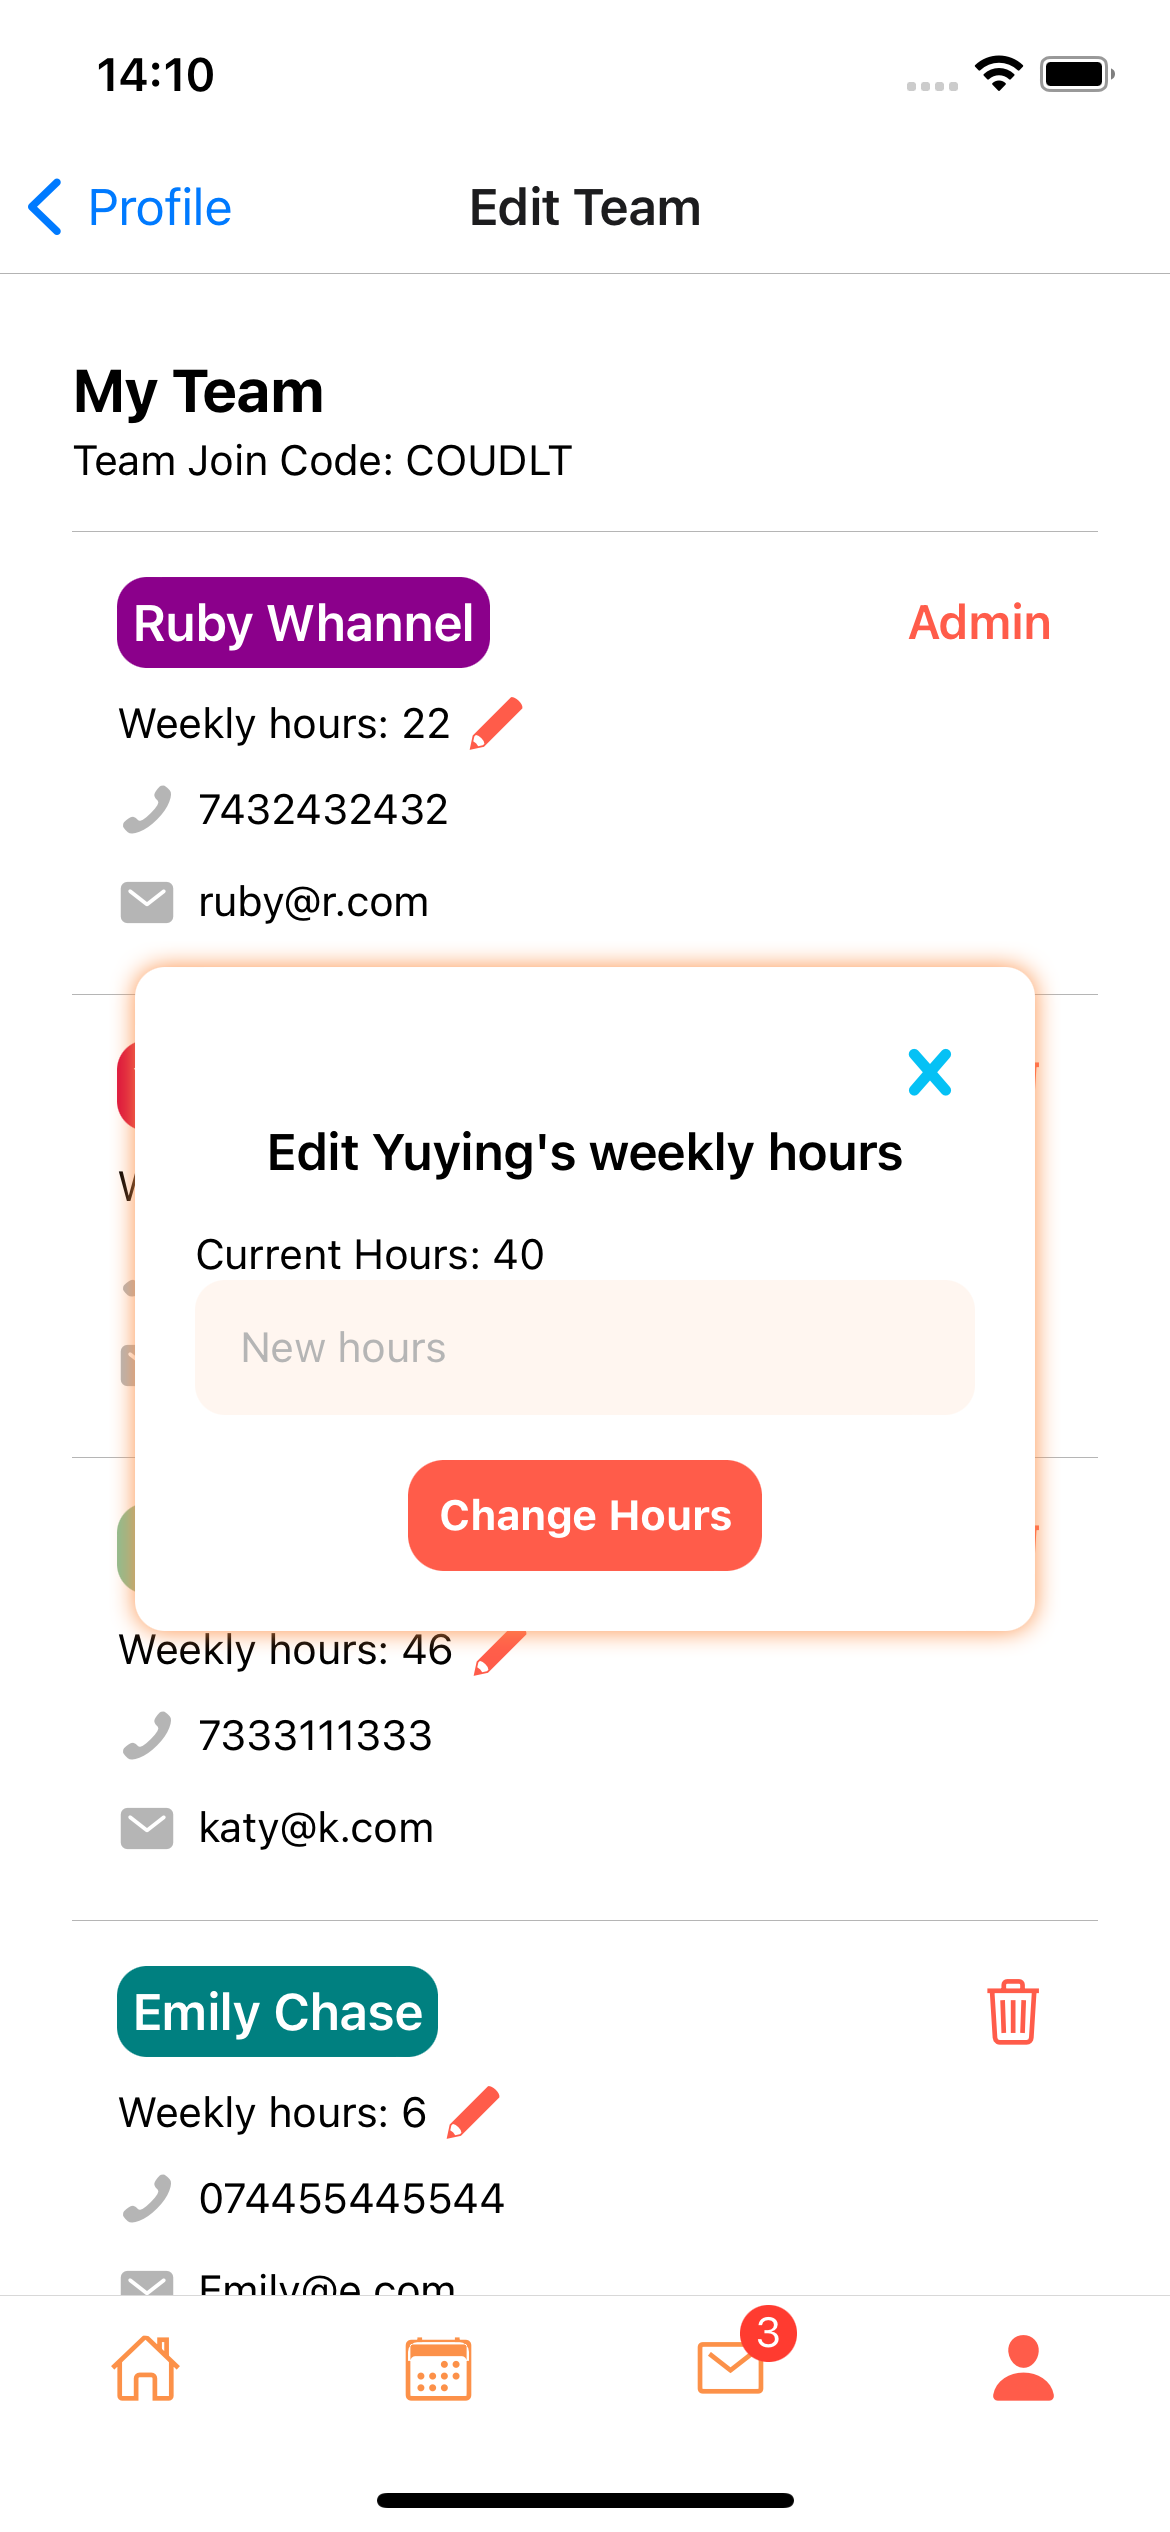 14:10
Profile
Edit Team
My Team
Team Join Code: COUDLT
Ruby Whannel
Admin
Weekly hours: 22
7432432432
ruby@r.com
Edit Yuying's weekly hours
Current Hours: 40
New hours
Change Hours
Weekly hours: 46
7333111333
katy@k.com
Emily Chase
Weekly hours: 6
074455445544
Emily@e.com
3